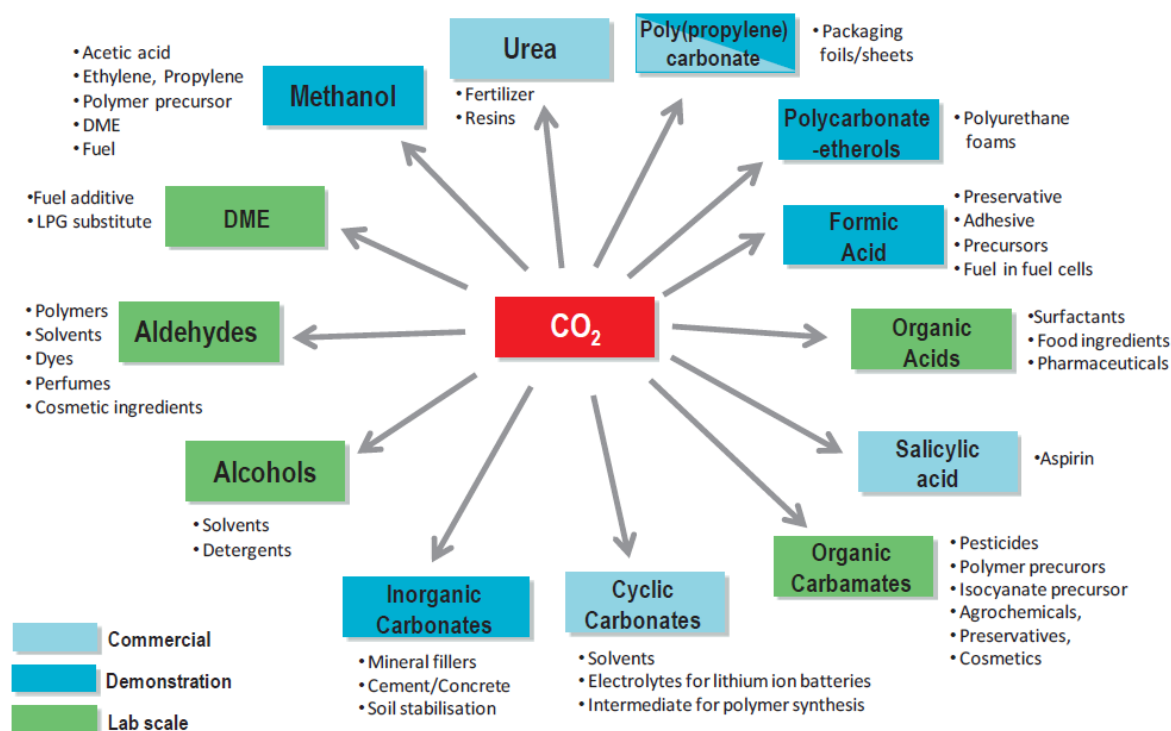 • Acetic acid
• Ethylene, Propylene
• Polymer precursor
• DME
• Fuel
Methanol
Urea
• Fertilizer
• Resins
Poly(propylene)
carbonate
• Packaging
foils/sheets
Polycarbonate
-etherols
• Polyurethane
foams
•Fuel additive
• LPG substitute
DME
Formic
Acid
• Preservative
• Adhesive
• Precursors
• Fuel in fuel cells
• Polymers
• Solvents
• Dyes
• Perfumes
• Cosmetic ingredients
Aldehydes
CO₂
Organic
Acids
•Surfactants
• Food ingredients
• Pharmaceuticals
Alcohols
• Solvents
• Detergents
Salicylic
acid
•Aspirin
Inorganic
Carbonates
• Mineral fillers
• Cement/Concrete
• Soil stabilisation
Cyclic
Carbonates
• Solvents
• Electrolytes for lithium ion batteries
• Intermediate for polymer synthesis
Organic
Carbamates
• Pesticides
• Polymer precurors
• Isocyanate precursor
• Agrochemicals,
• Preservatives,
• Cosmetics
Commercial
Demonstration
Lab scale